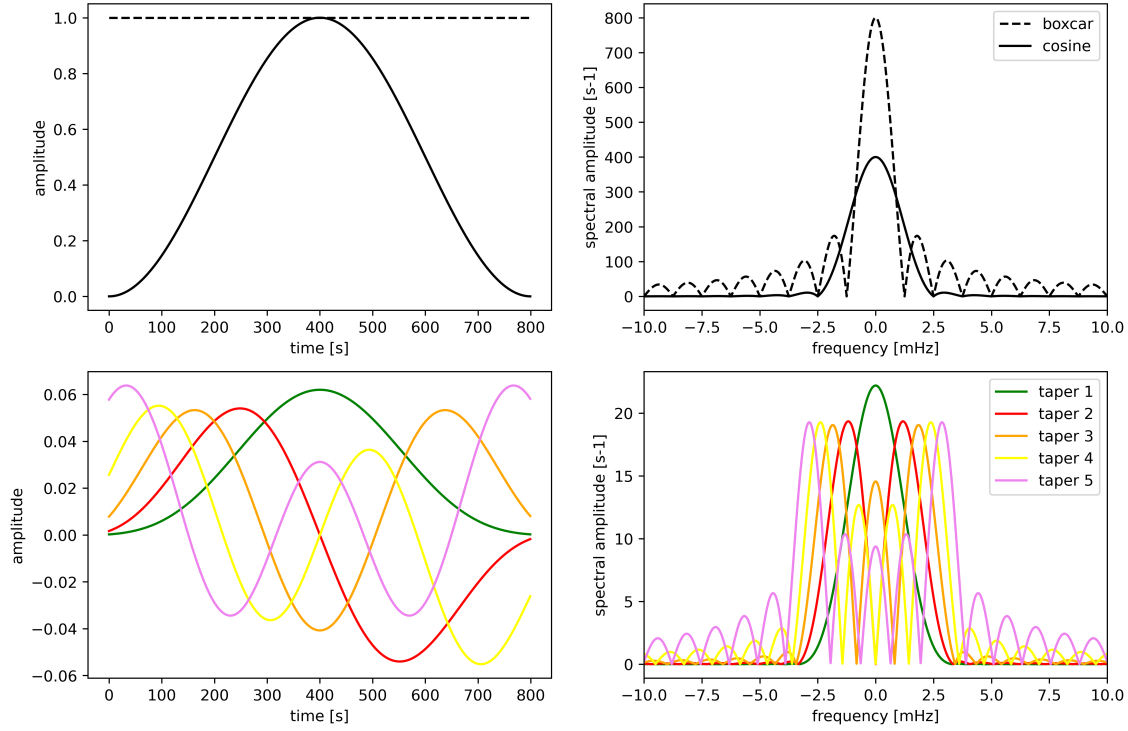 1.0
0.8
0.6
0.4
0.2
0.0
amplitude
0 100 200 300 400 500 600 700 800
time [s]
800
700
600
500
400
300
200
100
0
spectral amplitude [s-1]
−10.0 −7.5 −5.0 −2.5 0.0 2.5 5.0 7.5 10.0
frequency [mHz]
boxcar
cosine
0.06
0.04
0.02
0.00
−0.02
−0.04
−0.06
amplitude
0 100 200 300 400 500 600 700 800
time [s]
20
15
10
5
0
spectral amplitude [s-1]
−10.0 −7.5 −5.0 −2.5 0.0 2.5 5.0 7.5 10.0
frequency [mHz]
taper 1
taper 2
taper 3
taper 4
taper 5